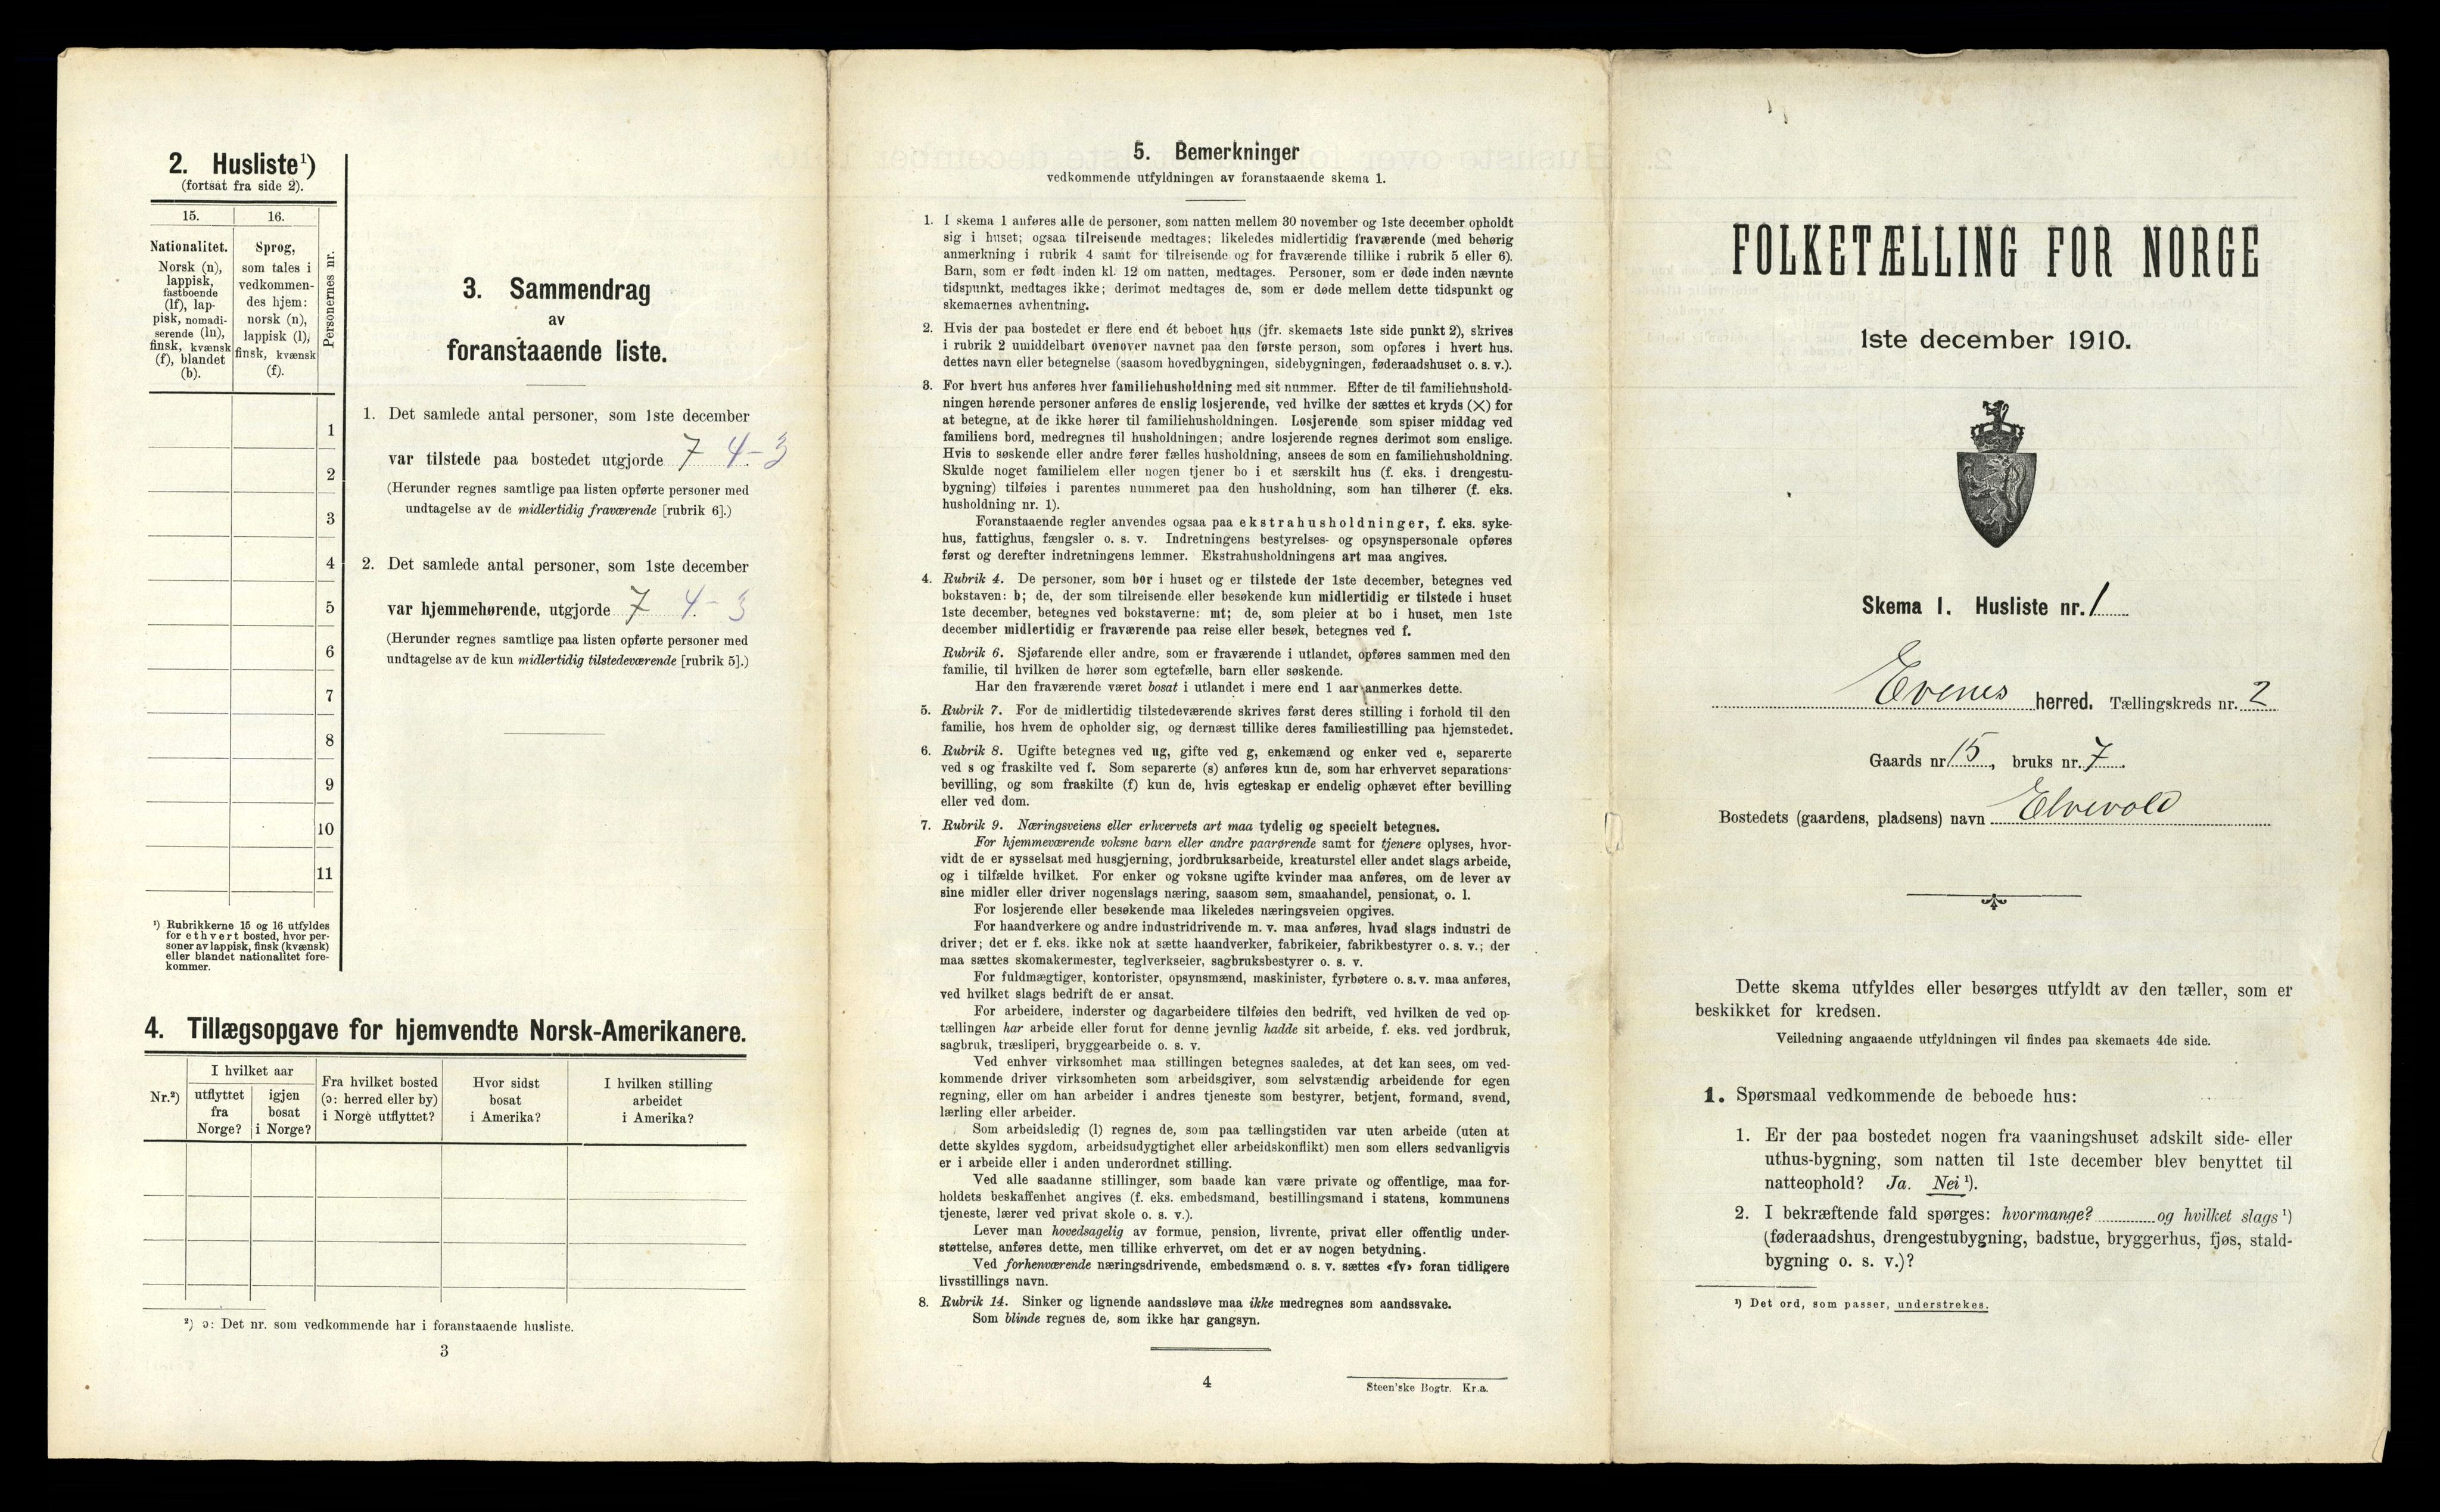 2. Husliste¹)
(fortsat fra side 2).
15.
16.
Personernes nr.
Nationalitet.
Norsk (n),
lappisk,
fastboende
(lf), lap-
pisk, nomadi-
serende (ln),
finsk, kvænsk
(f), blandet
(b).
Sprog,
som tales i
vedkommen-
des hjem:
norsk (n),
lappisk (l),
finsk, kvænsk
(f).
1
2
3
4
5
6
7
8
9
10
11
¹) Rubrikkerne 15 og 16 utfyldes
for ethvert bosted, hvor per-
soner av lappisk, finsk (kvænsk)
eller blandet nationalitet fore-
kommer.
3. Sammendrag
av
foranstaaende liste.
1. Det samlede antal personer, som 1ste december
var tilstede paa bostedet utgjorde 7 4-3
(Herunder regnes samtlige paa listen opførte personer med
undtagelse av de midlertidig fraværende [rubrik 6].)
2. Det samlede antal personer, som 1ste december
var hjemmehørende, utgjorde 7 4-3
(Herunder regnes samtlige paa listen opførte personer med
undtagelse av de kun midlertidig tilstedeværende [rubrik 5].)
4. Tillægsopgave for hjemvendte Norsk-Amerikanere.
Nr.²)
I hvilket aar
utflyttet
fra
Norge?
igjen
bosat
i Norge?
Fra hvilket bosted
(ɔ: herred eller by)
i Norge utflyttet?
Hvor sidst
bosat
i Amerika?
I hvilken stilling
arbeidet
i Amerika?
²) ɔ: Det nr. som vedkommende har i foranstaaende husliste.
3
5. Bemerkninger
vedkommende utfyldningen av foranstaaende skema 1.
1. I skema 1 anføres alle de personer, som natten mellem 30 november og 1ste december opholdt
sig i huset; ogsaa tilreisende medtages; likeledes midlertidig fraværende (med behørig
anmerkning i rubrik 4 samt for tilreisende og for fraværende tillike i rubrik 5 eller 6).
Barn, som er født inden kl. 12 om natten, medtages. Personer, som er døde inden nævnte
tidspunkt, medtages ikke; derimot medtages de, som er døde mellem dette tidspunkt og
skemaernes avhentning.
2. Hvis der paa bostedet er flere end ét beboet hus (jfr. skemaets 1ste side punkt 2), skrives
i rubrik 2 umiddelbart ovenover navnet paa den første person, som opføres i hvert hus.
dettes navn eller betegnelse (saasom hovedbygningen, sidebygningen, føderaadshuset o. s. v.).
3. For hvert hus anføres hver familiehusholdning med sit nummer. Efter de til familiehushold-
ningen hørende personer anføres de enslig losjerende, ved hvilke der sættes et kryds (×) for
at betegne, at de ikke hører til familiehusholdningen. Losjerende som spiser middag ved
familiens bord, medregnes til husholdningen; andre losjerende regnes derimot som enslige.
Hvis to søskende eller andre fører fælles husholdning, ansees de som en familiehusholdning.
Skulde noget familielem eller nogen tjener bo i et særskilt hus (f. eks. i drengestu-
bygning) tilføies i parentes nummeret paa den husholdning, som han tilhører (f. eks.
husholdning nr. 1).
Foranstaaende regler anvendes ogsaa paa ekstrahusholdninger, f. eks. syke-
hus, fattighus, fængsler o. s. v. Indretningens bestyrelses- og opsynspersonale opføres
først og derefter indretningens lemmer. Ekstrahusholdningens art maa angives.
4. Rubrik 4. De personer, som bor i huset og er tilstede der 1ste december, betegnes ved
bokstaven: b; de, der som tilreisende eller besøkende kun midlertidig er tilstede i huset
1ste december, betegnes ved bokstaverne: mt; de, som pleier at bo i huset, men 1ste
december midlertidig er fraværende paa reise eller besøk, betegnes ved f.
Rubrik 6. Sjøfarende eller andre, som er fraværende i utlandet, opføres sammen med den
familie, til hvilken de hører som egtefælle, barn eller søskende.
Har den fraværende været bosat i utlandet i mere end 1 aar anmerkes dette.
5. Rubrik 7. For de midlertidig tilstedeværende skrives først deres stilling i forhold til den
familie, hos hvem de opholder sig, og dernæst tillike deres familiestilling paa hjemstedet.
6. Rubrik 8. Ugifte betegnes ved ug, gifte ved g, enkemænd og enker ved e, separerte
ved s og fraskilte ved f. Som separerte (s) anføres kun de, som har erhvervet separations-
bevilling, og som fraskilte (f) kun de, hvis egteskap er endelig ophævet efter bevilling
eller ved dom.
7. Rubrik 9. Næringsveiens eller erhvervets art maa tydelig og specielt betegnes.
For hjemmeværende voksne barn eller andre paarørende samt for tjenere oplyses, hvor-
vidt de er sysselsat med husgjerning, jordbruksarbeide, kreaturstel eller andet slags arbeide,
og i tilfælde hvilket. For enker og voksne ugifte kvinder maa anføres, om de lever av
sine midler eller driver nogenslags næring, saasom søm, smaahandel, pensionat, o. l.
For losjerende eller besøkende maa likeledes næringsveien opgives.
For haandverkere og andre industridrivende m. v. maa anføres, hvad slags industri de
driver; det er f. eks. ikke nok at sætte haandverker, fabrikeier, fabrikbestyrer o. s. v.; der
maa sættes skomakermester, teglverkseier, sagbruksbestyrer o. s. v.
For fuldmægtiger, kontorister, opsynsmænd, maskinister, fyrbøtere o. s. v. maa anføres,
ved hvilket slags bedrift de er ansat.
For arbeidere, inderster og dagarbeidere tilføies den bedrift, ved hvilken de ved op-
tællingen har arbeide eller forut for denne jevnlig hadde sit arbeide, f. eks. ved jordbruk,
sagbruk, træsliperi, bryggearbeide o. s. v.
Ved enhver virksomhet maa stillingen betegnes saaledes, at det kan sees, om ved-
kommende driver virksomheten som arbeidsgiver, som selvstændig arbeidende for egen
regning, eller om han arbeider i andres tjeneste som bestyrer, betjent, formand, svend,
lærling eller arbeider.
Som arbeidsledig (l) regnes de, som paa tællingstiden var uten arbeide (uten at
dette skyldes sygdom, arbeidsudygtighet eller arbeidskonflikt) men som ellers sedvanligvis
er i arbeide eller i anden underordnet stilling.
Ved alle saadanne stillinger, som baade kan være private og offentlige, maa for-
holdets beskaffenhet angives (f. eks. embedsmand, bestillingsmand i statens, kommunens
tjeneste, lærer ved privat skole o. s. v.).
Lever man hovedsagelig av formue, pension, livrente, privat eller offentlig under-
støttelse, anføres dette, men tillike erhvervet, om det er av nogen betydning.
Ved forhenværende næringsdrivende, embedsmænd o. s. v. sættes «fv» foran tidligere
livsstillings navn.
8. Rubrik 14. Sinker og lignende aandssløve maa ikke medregnes som aandssvake.
Som blinde regnes de, som ikke har gangsyn.
4
Steen'ske Bogtr. Kr.a.
FOLKETÆLLING FOR NORGE
1ste december 1910.
Skema 1. Husliste nr. 1
Evenes herred. Tællingskreds nr. 2
Gaards nr 15, bruks nr. 7.
Bostedets (gaardens, pladsens) navn Elvevold
Dette skema utfyldes eller besørges utfyldt av den tæller, som er
beskikket for kredsen.
Veiledning angaaende utfyldningen vil findes paa skemaets 4de side.
1. Spørsmaal vedkommende de beboede hus:
1. Er der paa bostedet nogen fra vaaningshuset adskilt side- eller
uthus-bygning, som natten til 1ste december blev benyttet til
natteophold? Ja. Nei ¹).
2. I bekræftende fald spørges: hvormange? og hvilket slags ¹)
(føderaadshus, drengestubygning, badstue, bryggerhus, fjøs, stald-
bygning o. s. v.)?
¹) Det ord, som passer, understrekes.